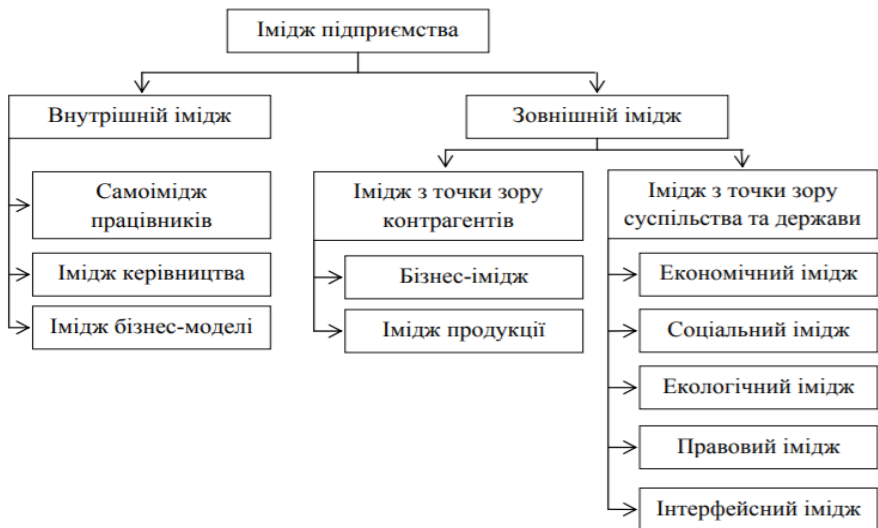 Імідж підприємства
Внутрішній імідж
Зовнішній імідж
Самоімідж
працівників
Імідж керівництва
Імідж бізнес-моделі
Імідж з точки зору
контрагентів
Бізнес-імідж
Імідж продукції
Імідж з точки зору
суспільства та держави
Економічний імідж
Соціальний імідж
Екологічний імідж
Правовий імідж
Інтерфейсний імідж